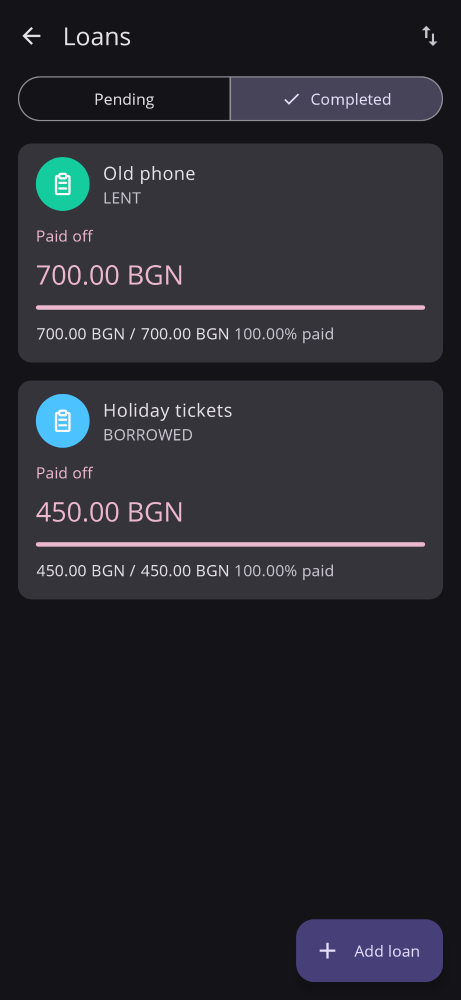 Loans
Pending
Completed
Old phone
LENT
Paid off
700.00 BGN
700.00 BGN / 700.00 BGN 100.00% paid
Holiday tickets
BORROWED
Paid off
450.00 BGN
450.00 BGN / 450.00 BGN 100.00% paid
Add loan